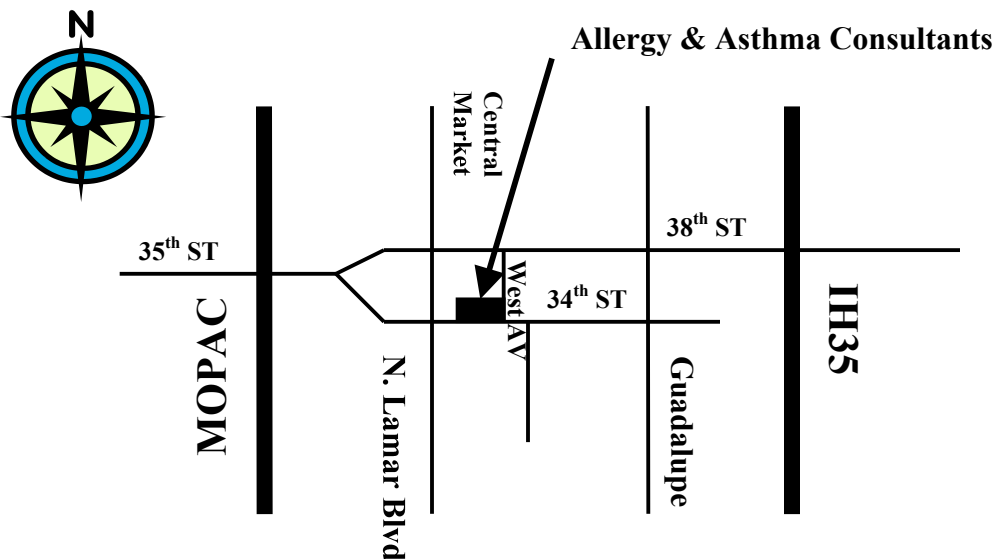 N
Allergy & Asthma Consultants
Central
Market
38th ST
35th ST
West AV
34th ST
MOPAC
IH35
N. Lamar Blvd
Guadalupe